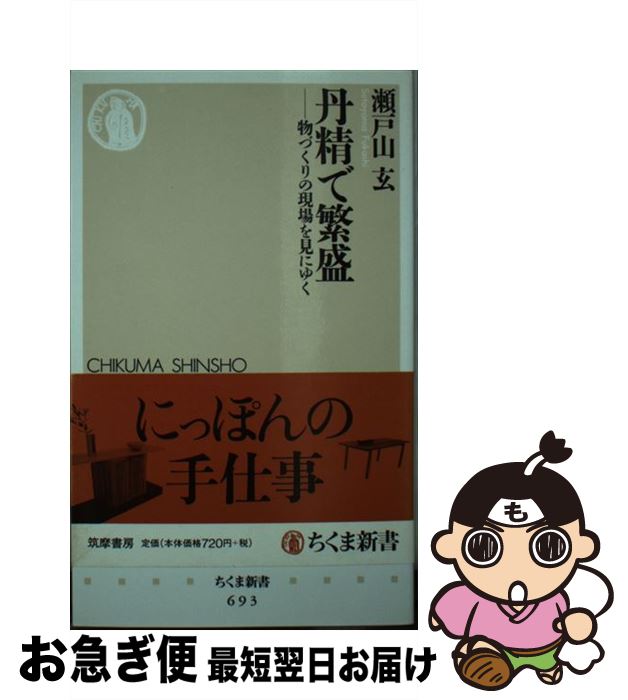 瀬戸山 玄
丹精で繁盛
──物づくりの現場を見にゆく
CHIKUMA SHINSHO
にっぽんの
手仕事
筑摩書房 定価(本体価格720円+税)
ちくま新書
ちくま新書
693
も
お急ぎ便 最短翌日お届け